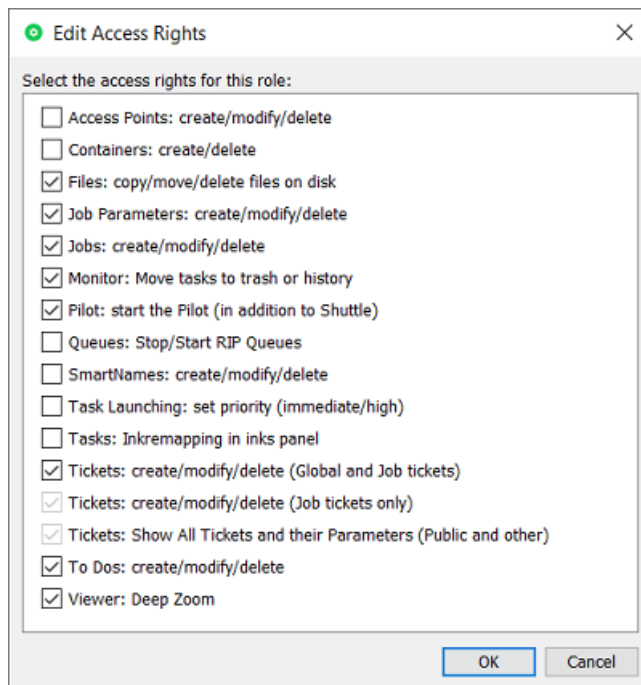 Edit Access Rights
Select the access rights for this role:
Access Points: create/modify/delete
Containers: create/delete
Files: copy/move/delete files on disk
Job Parameters: create/modify/delete
Jobs: create/modify/delete
Monitor: Move tasks to trash or history
Pilot: start the Pilot (in addition to Shuttle)
Queues: Stop/Start RIP Queues
SmartNames: create/modify/delete
Task Launching: set priority (immediate/high)
Tasks: Inkremapping in inks panel
Tickets: create/modify/delete (Global and Job tickets)
Tickets: create/modify/delete (Job tickets only)
Tickets: Show All Tickets and their Parameters (Public and other)
To Dos: create/modify/delete
Viewer: Deep Zoom
OK Cancel